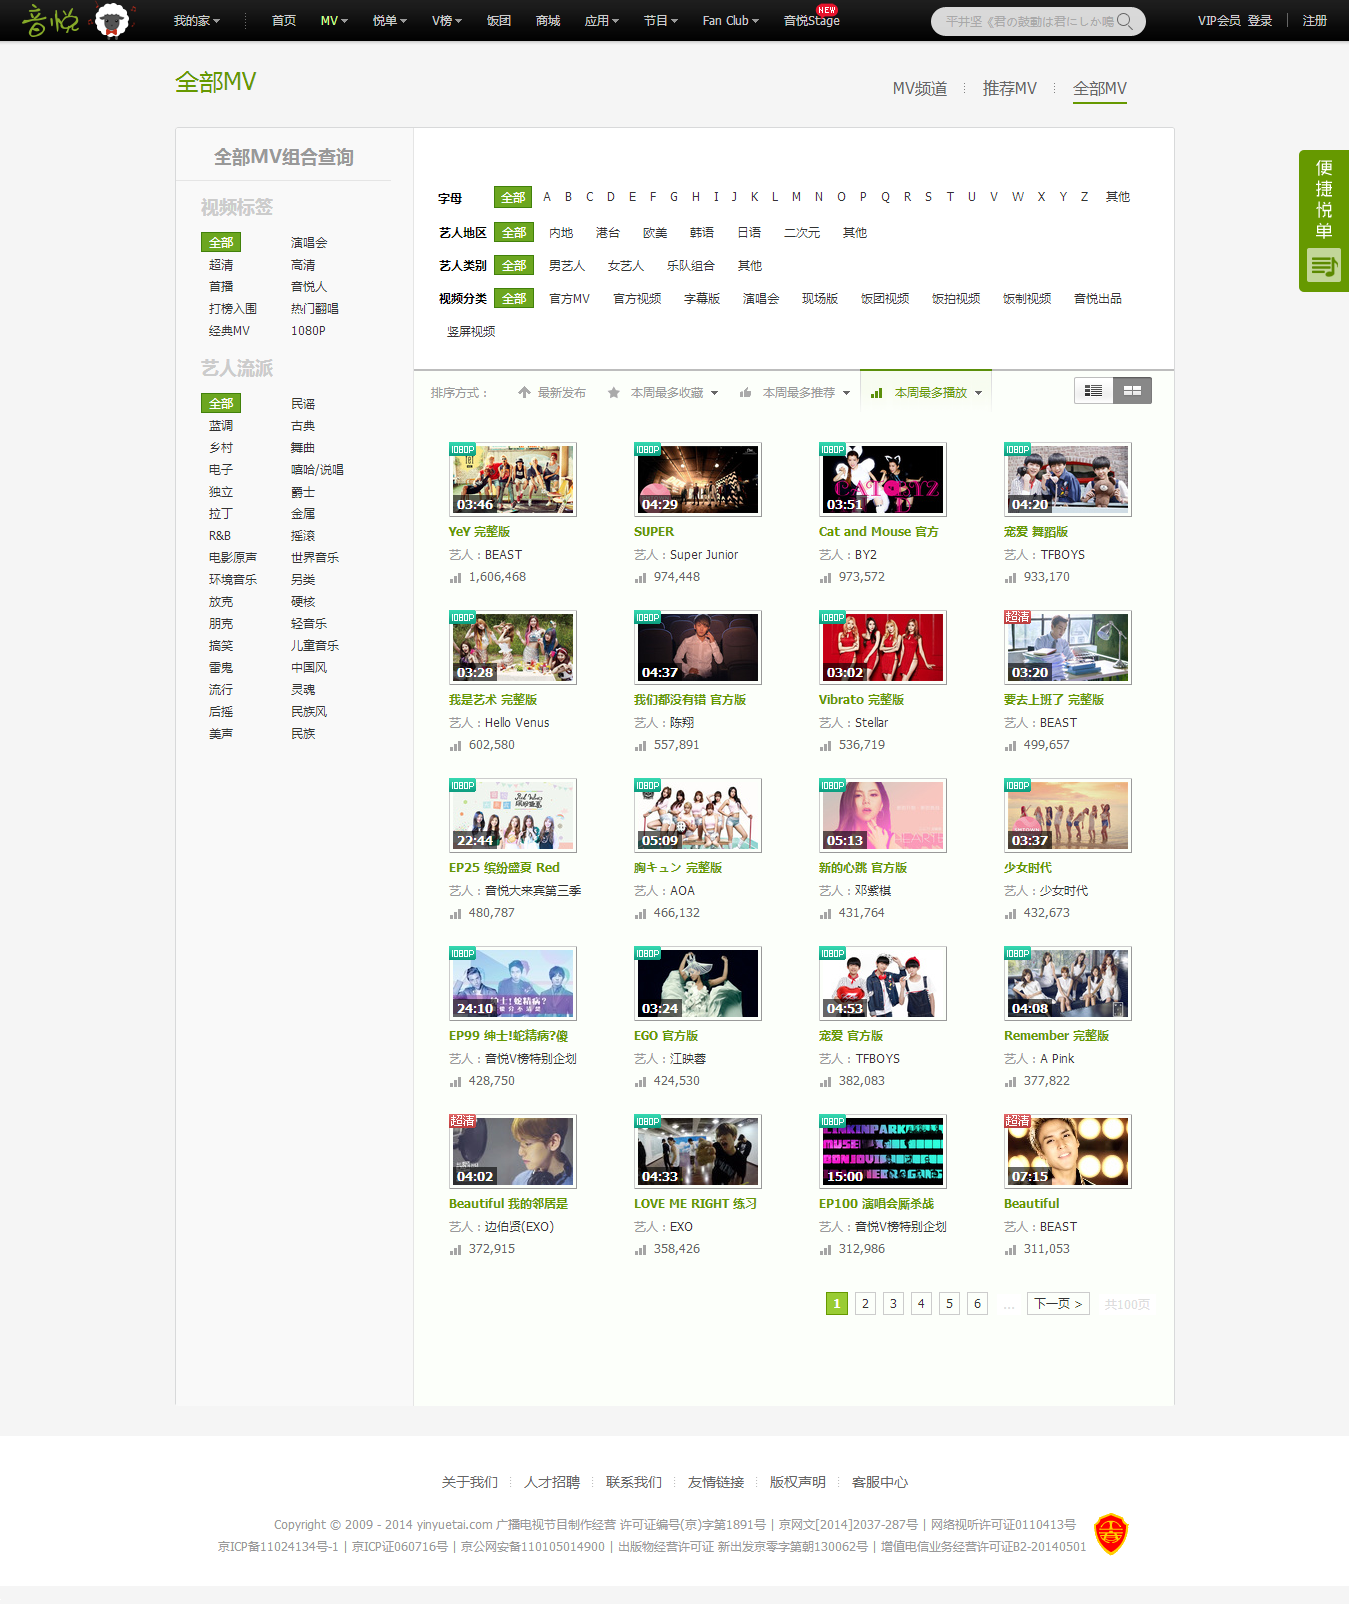 音悦 我的家 首页 MV 悦单 V榜 饭团 商城 应用 节目 Fan Club 音悦Stage NEW 平井坚《君の鼓動は君にしか鳴 VIP会员 登录 注册
全部MV
MV频道 推荐MV 全部MV
便捷悦单
全部MV组合查询
视频标签
全部 演唱会
超清 高清
首播 音悦人
打榜入围 热门翻唱
经典MV 1080P
艺人流派
全部 民谣
蓝调 古典
乡村 舞曲
电子 嘻哈/说唱
独立 爵士
拉丁 金属
R&B 摇滚
电影原声 世界音乐
环境音乐 另类
放克 硬核
朋克 轻音乐
搞笑 儿童音乐
雷鬼 中国风
流行 灵魂
后摇 民族风
美声 民族
字母 全部 A B C D E F G H I J K L M N O P Q R S T U V W X Y Z 其他
艺人地区 全部 内地 港台 欧美 韩语 日语 二次元 其他
艺人类别 全部 男艺人 女艺人 乐队组合 其他
视频分类 全部 官方MV 官方视频 字幕版 演唱会 现场版 饭团视频 饭拍视频 饭制视频 音悦出品
竖屏视频
排序方式： 最新发布 本周最多收藏 本周最多推荐 本周最多播放
1080P 1080P 1080P 1080P
03:46 04:29 03:51 04:20
YeY 完整版 SUPER Cat and Mouse 官方 宠爱 舞蹈版
艺人：BEAST 艺人：Super Junior 艺人：BY2 艺人：TFBOYS
1,606,468 974,448 973,572 933,170
1080P 1080P 1080P 超清
03:28 04:37 03:02 03:20
我是艺术 完整版 我们都没有错 官方版 Vibrato 完整版 要去上班了 完整版
艺人：Hello Venus 艺人：陈翔 艺人：Stellar 艺人：BEAST
602,580 557,891 536,719 499,657
1080P 1080P 1080P 1080P
22:44 05:09 05:13 03:37
EP25 缤纷盛夏 Red 胸キュン 完整版 新的心跳 官方版 少女时代
艺人：音悦大来宾第三季 艺人：AOA 艺人：邓紫棋 艺人：少女时代
480,787 466,132 431,764 432,673
1080P 1080P 1080P 1080P
24:10 03:24 04:53 04:08
EP99 绅士!蛇精病?傻 EGO 官方版 宠爱 官方版 Remember 完整版
艺人：音悦V榜特别企划 艺人：江映蓉 艺人：TFBOYS 艺人：A Pink
428,750 424,530 382,083 377,822
超清 1080P 1080P 超清
04:02 04:33 15:00 07:15
Beautiful 我的邻居是 LOVE ME RIGHT 练习 EP100 演唱会厮杀战 Beautiful
艺人：边伯贤(EXO) 艺人：EXO 艺人：音悦V榜特别企划 艺人：BEAST
372,915 358,426 312,986 311,053
1 2 3 4 5 6 ... 下一页 > 共100页
关于我们 人才招聘 联系我们 友情链接 版权声明 客服中心
Copyright © 2009 - 2014 yinyuetai.com 广播电视节目制作经营 许可证编号(京)字第1891号 | 京网文[2014]2037-287号 | 网络视听许可证0110413号
京ICP备11024134号-1 | 京ICP证060716号 | 京公网安备110105014900 | 出版物经营许可证 新出发京零字第朝130062号 | 增值电信业务经营许可证B2-20140501